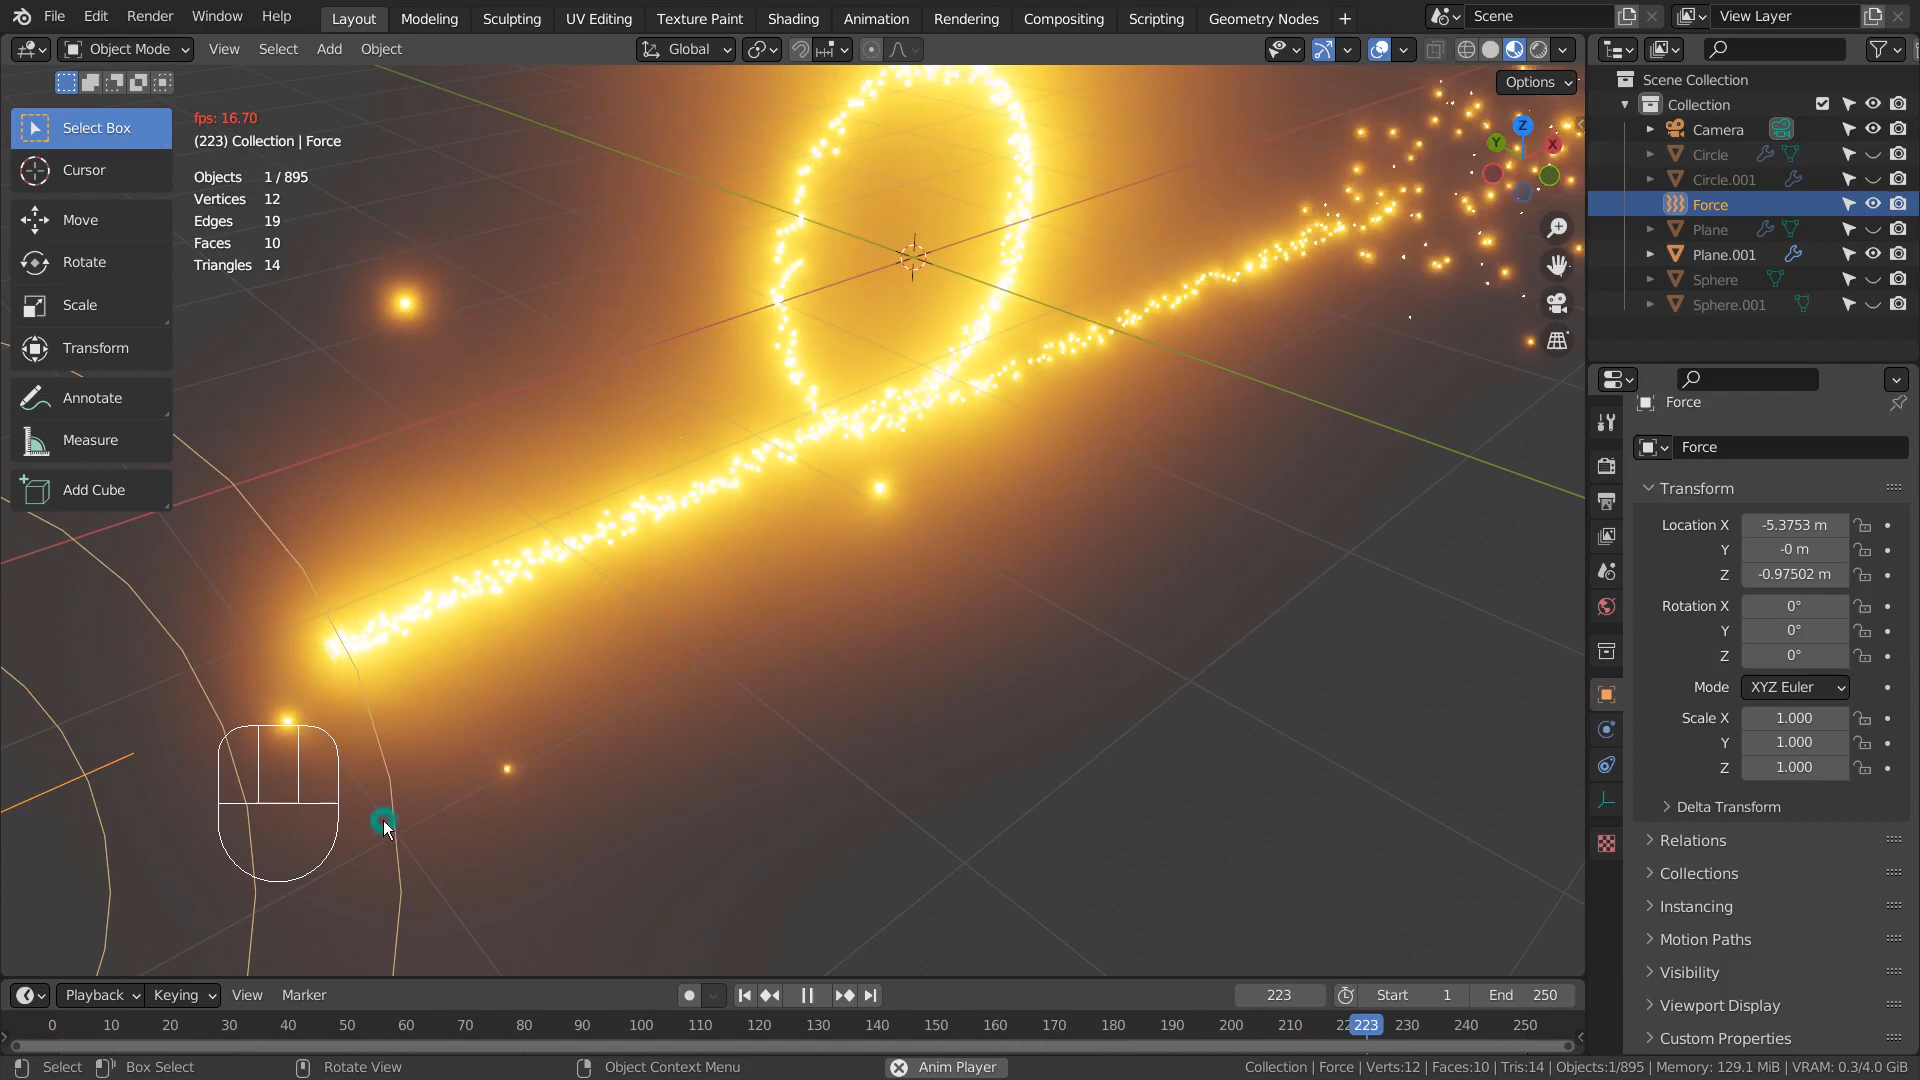 File Edit Render Window Help Layout Modeling Sculpting UV Editing Texture Paint Shading Animation Rendering Compositing Scripting Geometry Nodes + Scene View Layer
Object Mode View Select Add Object Global
Options
Select Box
Cursor
Move
Rotate
Scale
Transform
Annotate
Measure
Add Cube
fps: 16.70
(223) Collection | Force
Objects 1 / 895
Vertices 12
Edges 19
Faces 10
Triangles 14
Z
Y
X
Scene Collection
Collection
Camera
Circle
Circle.001
Force
Plane
Plane.001
Sphere
Sphere.001
Force
Force
Transform
Location X -5.3753 m
Y -0 m
Z -0.97502 m
Rotation X 0°
Y 0°
Z 0°
Mode XYZ Euler
Scale X 1.000
Y 1.000
Z 1.000
Delta Transform
Relations
Collections
Instancing
Motion Paths
Visibility
Viewport Display
Custom Properties
Playback Keying View Marker 223 Start 1 End 250
0 10 20 30 40 50 60 70 80 90 100 110 120 130 140 150 160 170 180 190 200 210 223 230 240 250
Select Box Select Rotate View Object Context Menu Anim Player Collection | Force | Verts:12 | Faces:10 | Tris:14 | Objects:1/895 | Memory: 129.1 MiB | VRAM: 0.3/4.0 GiB